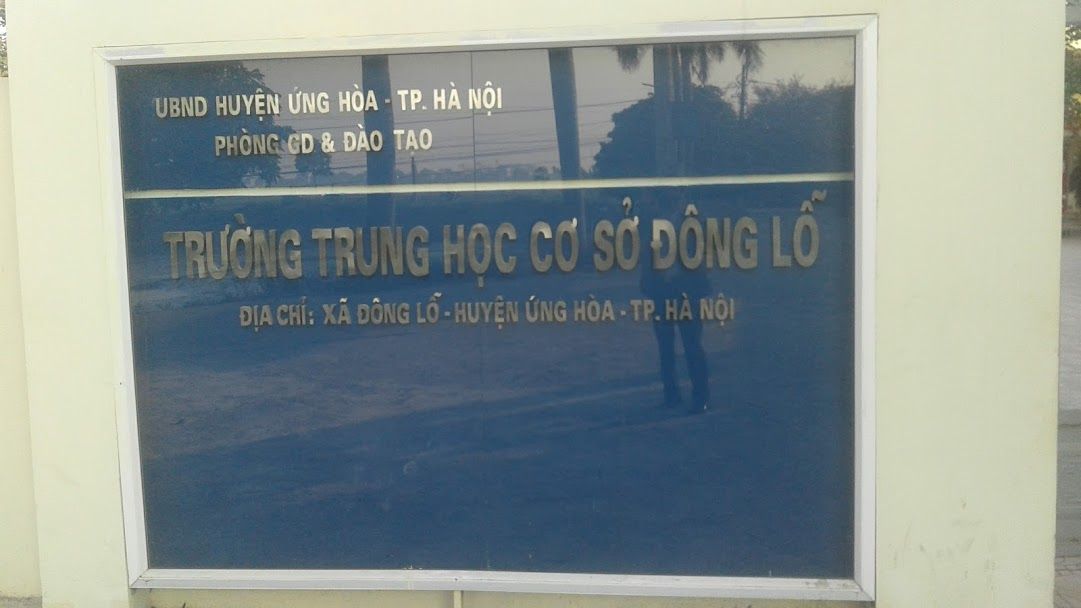 UBND HUYỆN ỨNG HÒA - TP. HÀ NỘI
PHÒNG GD & ĐÀO TẠO
TRƯỜNG TRUNG HỌC CƠ SỞ ĐÔNG LỖ
ĐỊA CHỈ: XÃ ĐÔNG LỖ - HUYỆN ỨNG HÒA - TP. HÀ NỘI